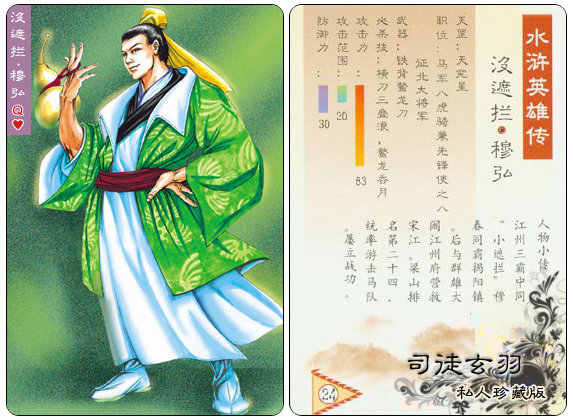 沒遮拦·穆弘
Q♥
水浒英雄传
沒遮拦·穆弘
天罡:天究星
职位:马军八虎骑兼先锋使之八
征北大将军
武器:铁背鳌龙刀
必杀技:横刀三叠浪,鳌龙吞月
攻击力:
83
攻击范围:
20
防御力:
30
人物小传
江州三霸中同
“小遮拦”穆
春同霸揭阳镇
。后与群雄大
闹江州府营救
宋江。梁山排
名第二十四、
统率游击马队
。屡立战功。
24
司徒玄羽
私人珍藏版